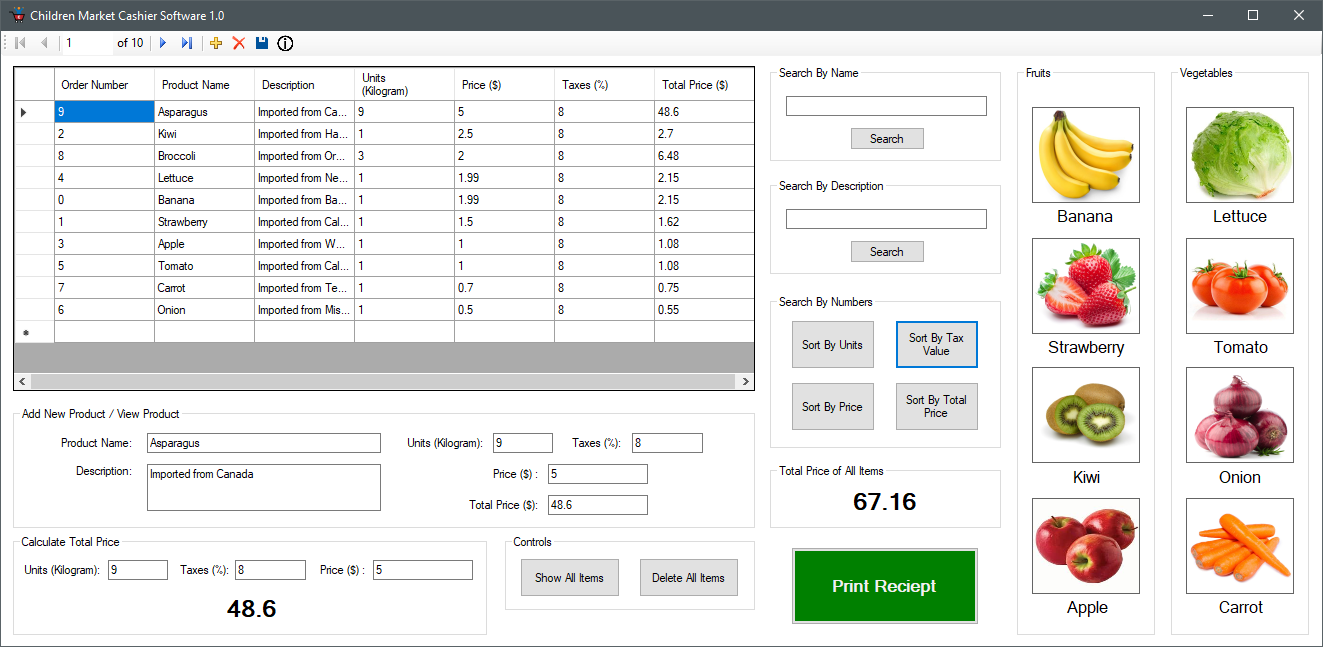 Children Market Cashier Software 1.0
1 of 10
Order Number Product Name Description Units (Kilogram) Price ($) Taxes (%) Total Price ($)
9 Asparagus Imported from Ca... 9 5 8 48.6
2 Kiwi Imported from Ha... 1 2.5 8 2.7
8 Broccoli Imported from Or... 3 2 8 6.48
4 Lettuce Imported from Ne... 1 1.99 8 2.15
0 Banana Imported from Ba... 1 1.99 8 2.15
1 Strawberry Imported from Cal... 1 1.5 8 1.62
3 Apple Imported from W... 1 1 8 1.08
5 Tomato Imported from Cal... 1 1 8 1.08
7 Carrot Imported from Te... 1 0.7 8 0.75
6 Onion Imported from Mis... 1 0.5 8 0.55
Add New Product / View Product
Product Name: Asparagus Units (Kilogram): 9 Taxes (%): 8
Description: Imported from Canada Price ($) : 5
Total Price ($): 48.6
Calculate Total Price
Units (Kilogram): 9 Taxes (%): 8 Price ($) : 5
48.6
Controls
Show All Items Delete All Items
Search By Name
Search
Search By Description
Search
Search By Numbers
Sort By Units
Sort By Tax
Value
Sort By Price
Sort By Total
Price
Total Price of All Items
67.16
Print Reciept
Fruits
Banana
Strawberry
Kiwi
Apple
Vegetables
Lettuce
Tomato
Onion
Carrot